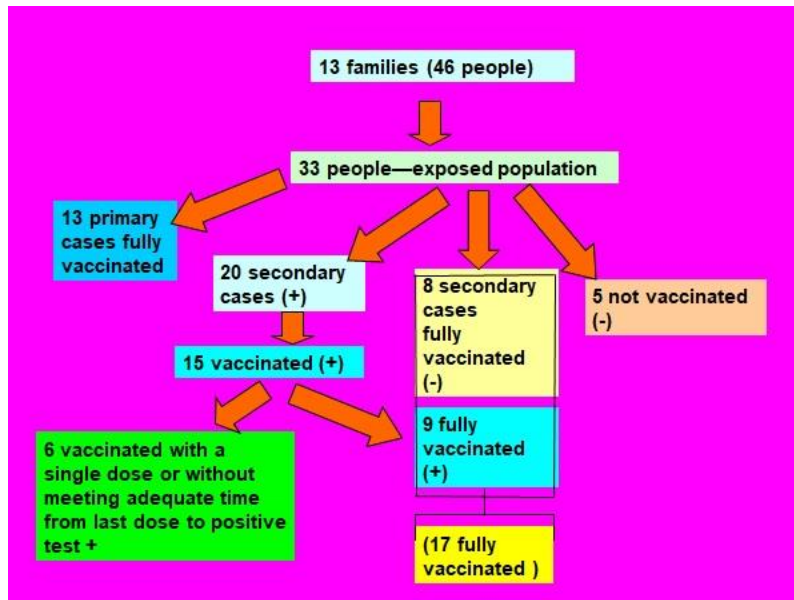 13 families (46 people)
33 people—exposed population
13 primary
cases fully
vaccinated
20 secondary
cases (+)
8 secondary
cases
fully
vaccinated
(-)
5 not vaccinated
(-)
15 vaccinated (+)
9 fully
vaccinated
(+)
6 vaccinated with a
single dose or without
meeting adequate time
from last dose to positive
test +
(17 fully
vaccinated )